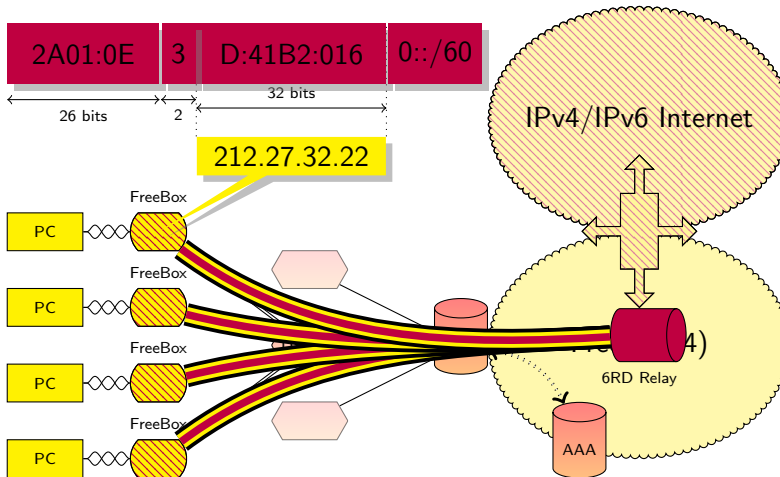 2A01:0E 3 D:41B2:016 0::/60
26 bits 2 32 bits
212.27.32.22
IPv4/IPv6 Internet
FreeBox
PC
FreeBox
PC
FreeBox
PC
6RD Relay
FreeBox
PC
AAA